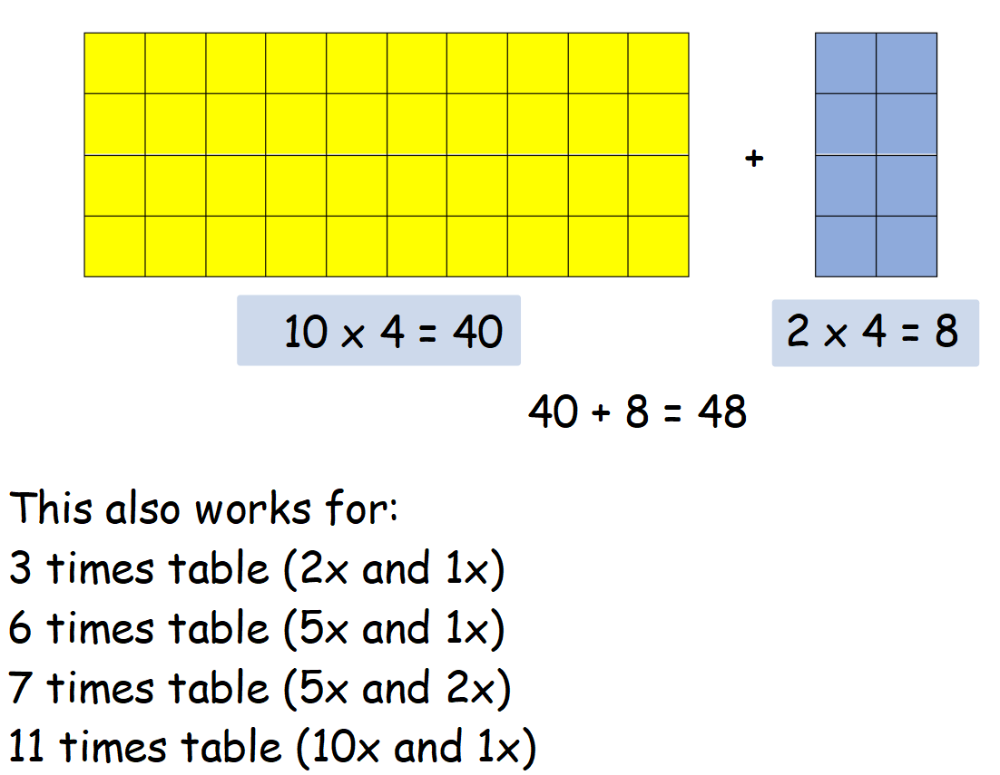 +
10 x 4 = 40
2 x 4 = 8
40 + 8 = 48
This also works for:
3 times table (2x and 1x)
6 times table (5x and 1x)
7 times table (5x and 2x)
11 times table (10x and 1x)